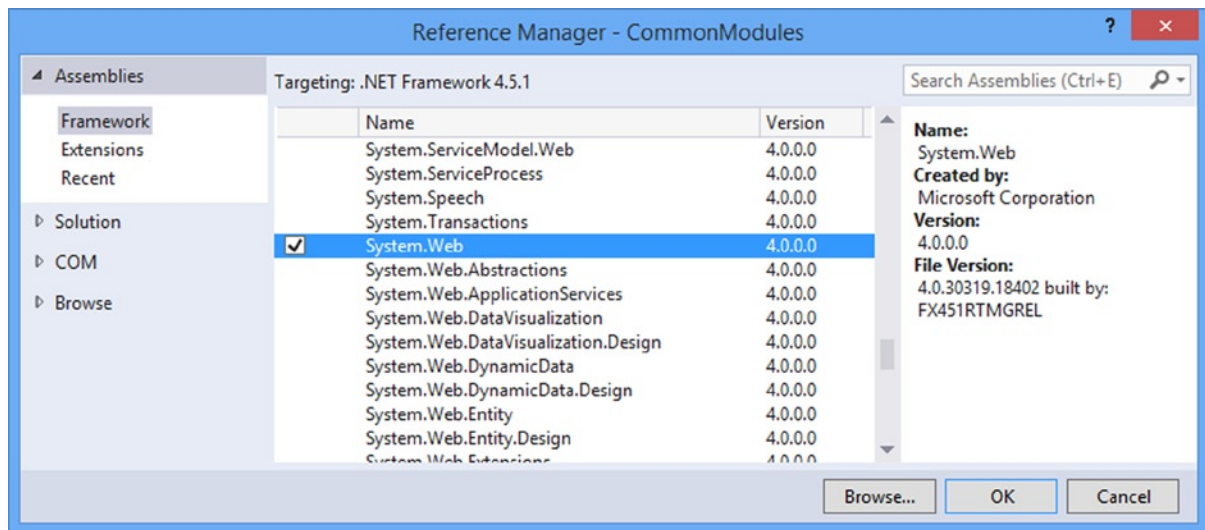 Reference Manager - CommonModules
?
Assemblies
Targeting: .NET Framework 4.5.1
Search Assemblies (Ctrl+E)
Framework
Extensions
Recent
Solution
COM
Browse
Name Version
System.ServiceModel.Web 4.0.0.0
System.ServiceProcess 4.0.0.0
System.Speech 4.0.0.0
System.Transactions 4.0.0.0
System.Web 4.0.0.0
System.Web.Abstractions 4.0.0.0
System.Web.ApplicationServices 4.0.0.0
System.Web.DataVisualization 4.0.0.0
System.Web.DataVisualization.Design 4.0.0.0
System.Web.DynamicData 4.0.0.0
System.Web.DynamicData.Design 4.0.0.0
System.Web.Entity 4.0.0.0
System.Web.Entity.Design 4.0.0.0
System.Web.Extensions 4.0.0.0
Name:
System.Web
Created by:
Microsoft Corporation
Version:
4.0.0.0
File Version:
4.0.30319.18402 built by:
FX451RTMGREL
Browse... OK Cancel